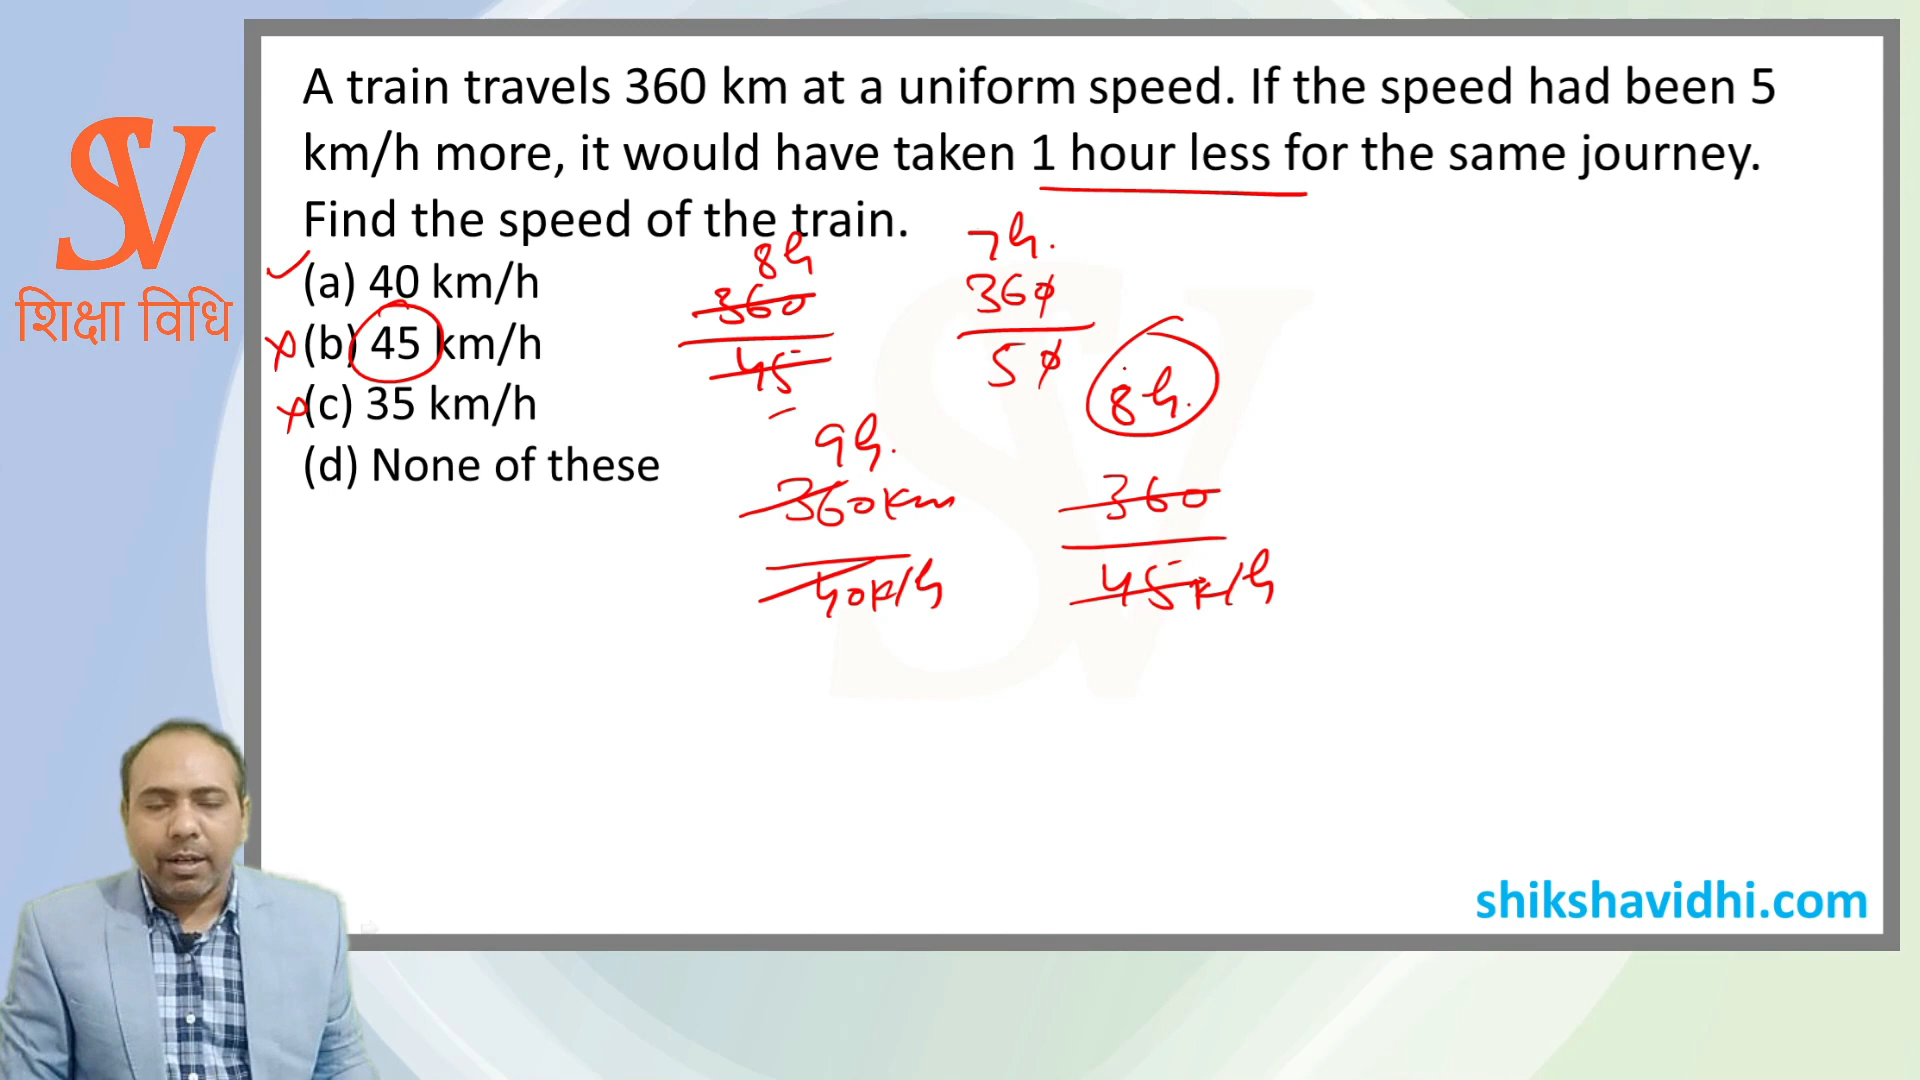 A train travels 360 km at a uniform speed. If the speed had been 5
km/h more, it would have taken 1 hour less for the same journey.
Find the speed of the train.
(a) 40 km/h
(b) 45 km/h
(c) 35 km/h
(d) None of these
8h
360
45
7h.
360
50
8h.
9h.
360km
40k/h
360
45k/h
SV
शिक्षा विधि
shikshavidhi.com